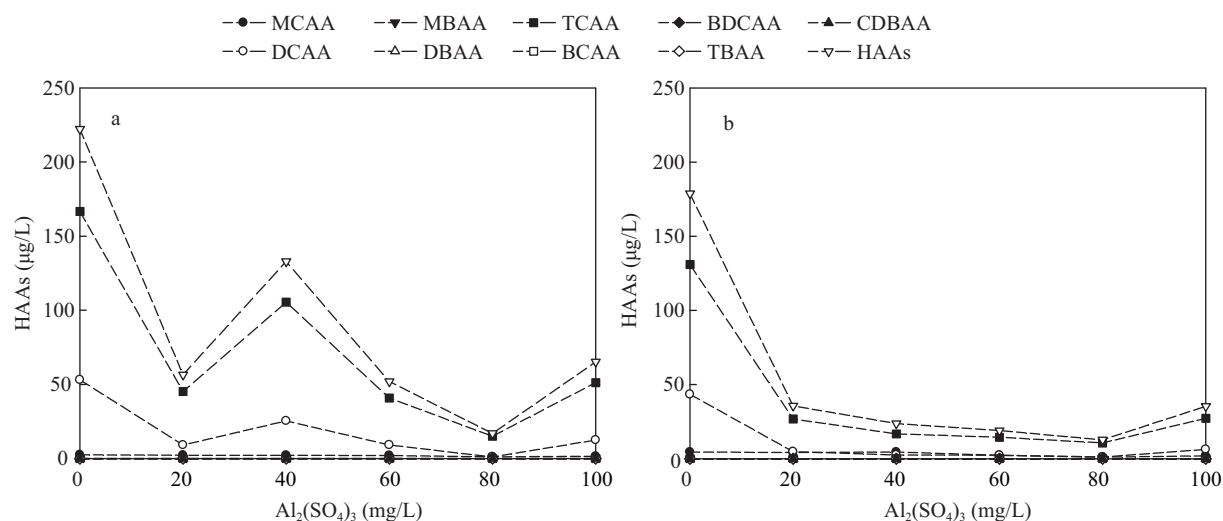 MCAA MBAA TCAA BDCAA CDBAA
DCAA DBAA BCAA TBAA HAAs
a
250
200
150
100
50
0
HAAs (µg/L)
0 20 40 60 80 100
Al₂(SO₄)₃ (mg/L)
b
250
200
150
100
50
0
HAAs (µg/L)
0 20 40 60 80 100
Al₂(SO₄)₃ (mg/L)